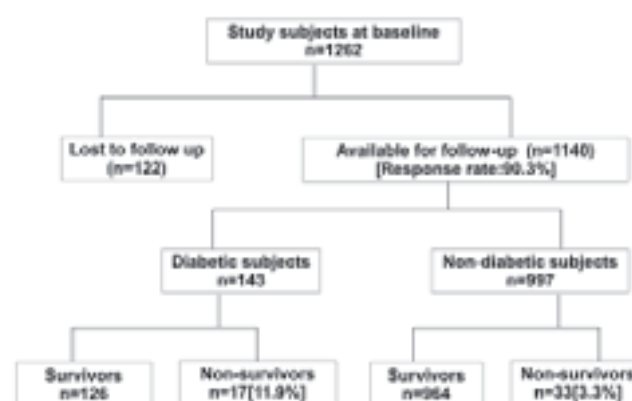 Study subjects at baseline
n=1262
Lost to follow up
(n=122)
Available for follow-up (n=1140)
[Response rate:90.3%]
Diabetic subjects
n=143
Non-diabetic subjects
n=997
Survivors
n=126
Non-survivors
n=17[11.9%]
Survivors
n=964
Non-survivors
n=33[3.3%]